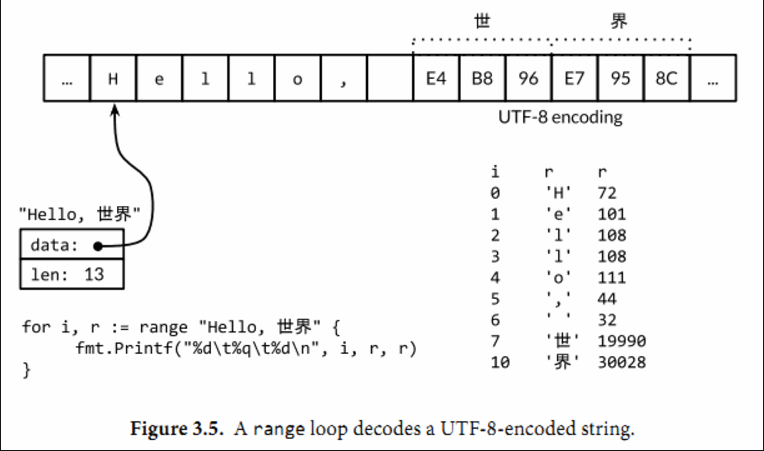 世 界
… H e l l o , E4 B8 96 E7 95 8C …
UTF-8 encoding
"Hello, 世界"
data:
len: 13
for i, r := range "Hello, 世界" {
fmt.Printf("%d\t%q\t%d\n", i, r, r)
}
i r r
0 'H' 72
1 'e' 101
2 'l' 108
3 'l' 108
4 'o' 111
5 ',' 44
6 ' ' 32
7 '世' 19990
10 '界' 30028
Figure 3.5. A range loop decodes a UTF-8-encoded string.